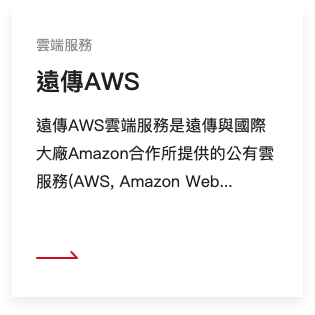 雲端服務
遠傳AWS
遠傳AWS雲端服務是遠傳與國際
大廠Amazon合作所提供的公有雲
服務(AWS, Amazon Web...